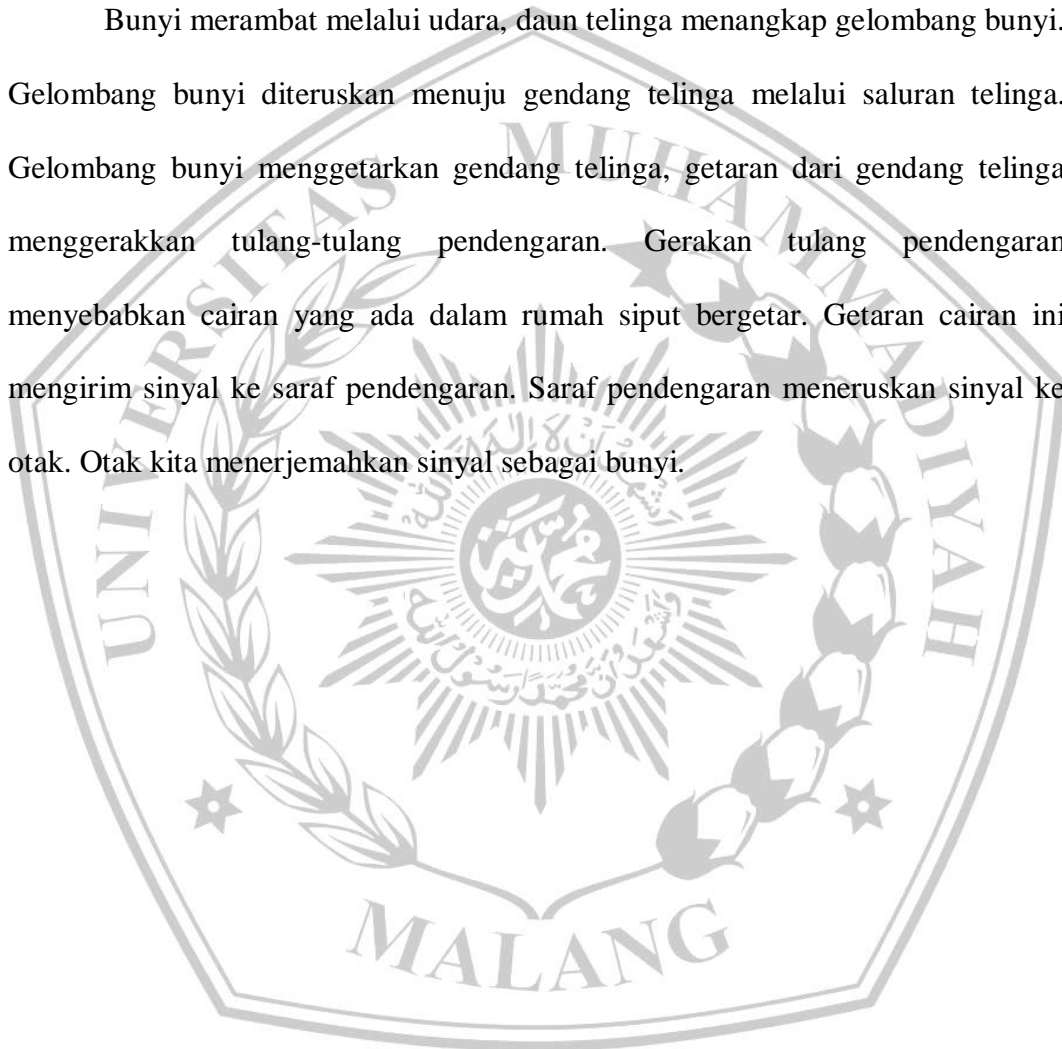 Bunyi merambat melalui udara, daun telinga menangkap gelombang bunyi.
Gelombang bunyi diteruskan menuju gendang telinga melalui saluran telinga.
Gelombang bunyi menggetarkan gendang telinga, getaran dari gendang telinga
menggerakkan tulang-tulang pendengaran. Gerakan tulang pendengaran
menyebabkan cairan yang ada dalam rumah siput bergetar. Getaran cairan ini
mengirim sinyal ke saraf pendengaran. Saraf pendengaran meneruskan sinyal ke
otak. Otak kita menerjemahkan sinyal sebagai bunyi.
UNIVERSITAS MUHAMMADIYAH
MALANG